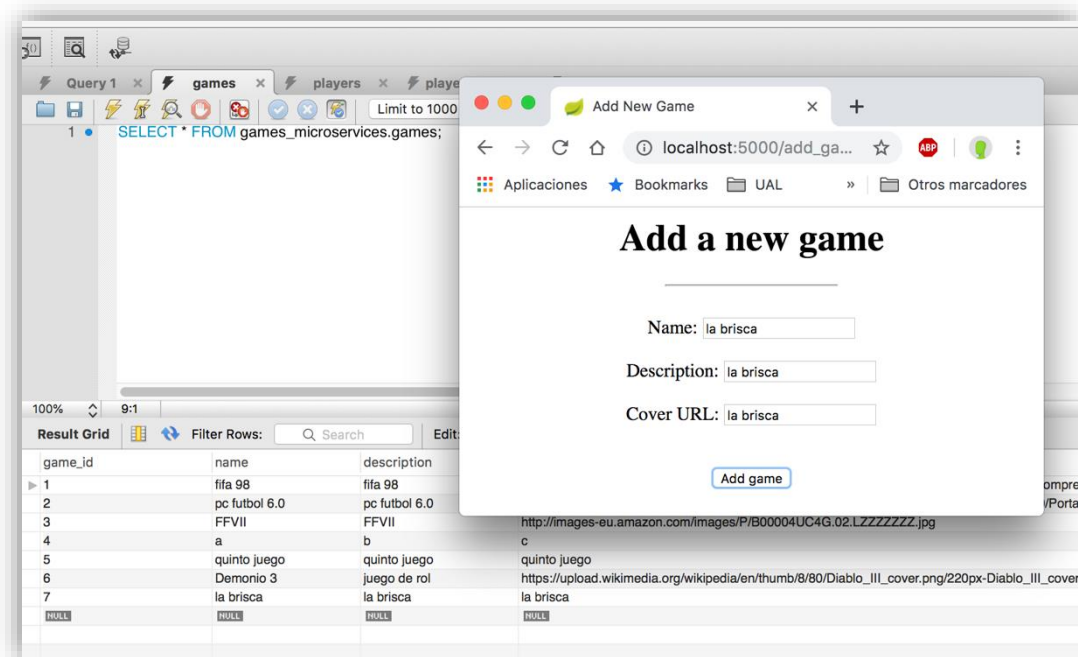 Query 1 × games × players × playe
Limit to 1000
1 SELECT * FROM games_microservices.games;
Add New Game × +
localhost:5000/add_ga... ABP
Aplicaciones Bookmarks UAL » Otros marcadores
Add a new game
Name: la brisca
Description: la brisca
Cover URL: la brisca
Add game
100% 9:1
Result Grid Filter Rows: Search Edit:
game_id name description
1 fifa 98 fifa 98 ompre
2 pc futbol 6.0 pc futbol 6.0 /Porta
3 FFVII FFVII http://images-eu.amazon.com/images/P/B00004UC4G.02.LZZZZZZZ.jpg
4 a b c
5 quinto juego quinto juego quinto juego
6 Demonio 3 juego de rol https://upload.wikimedia.org/wikipedia/en/thumb/8/80/Diablo_III_cover.png/220px-Diablo_III_cover
7 la brisca la brisca la brisca
NULL NULL NULL NULL